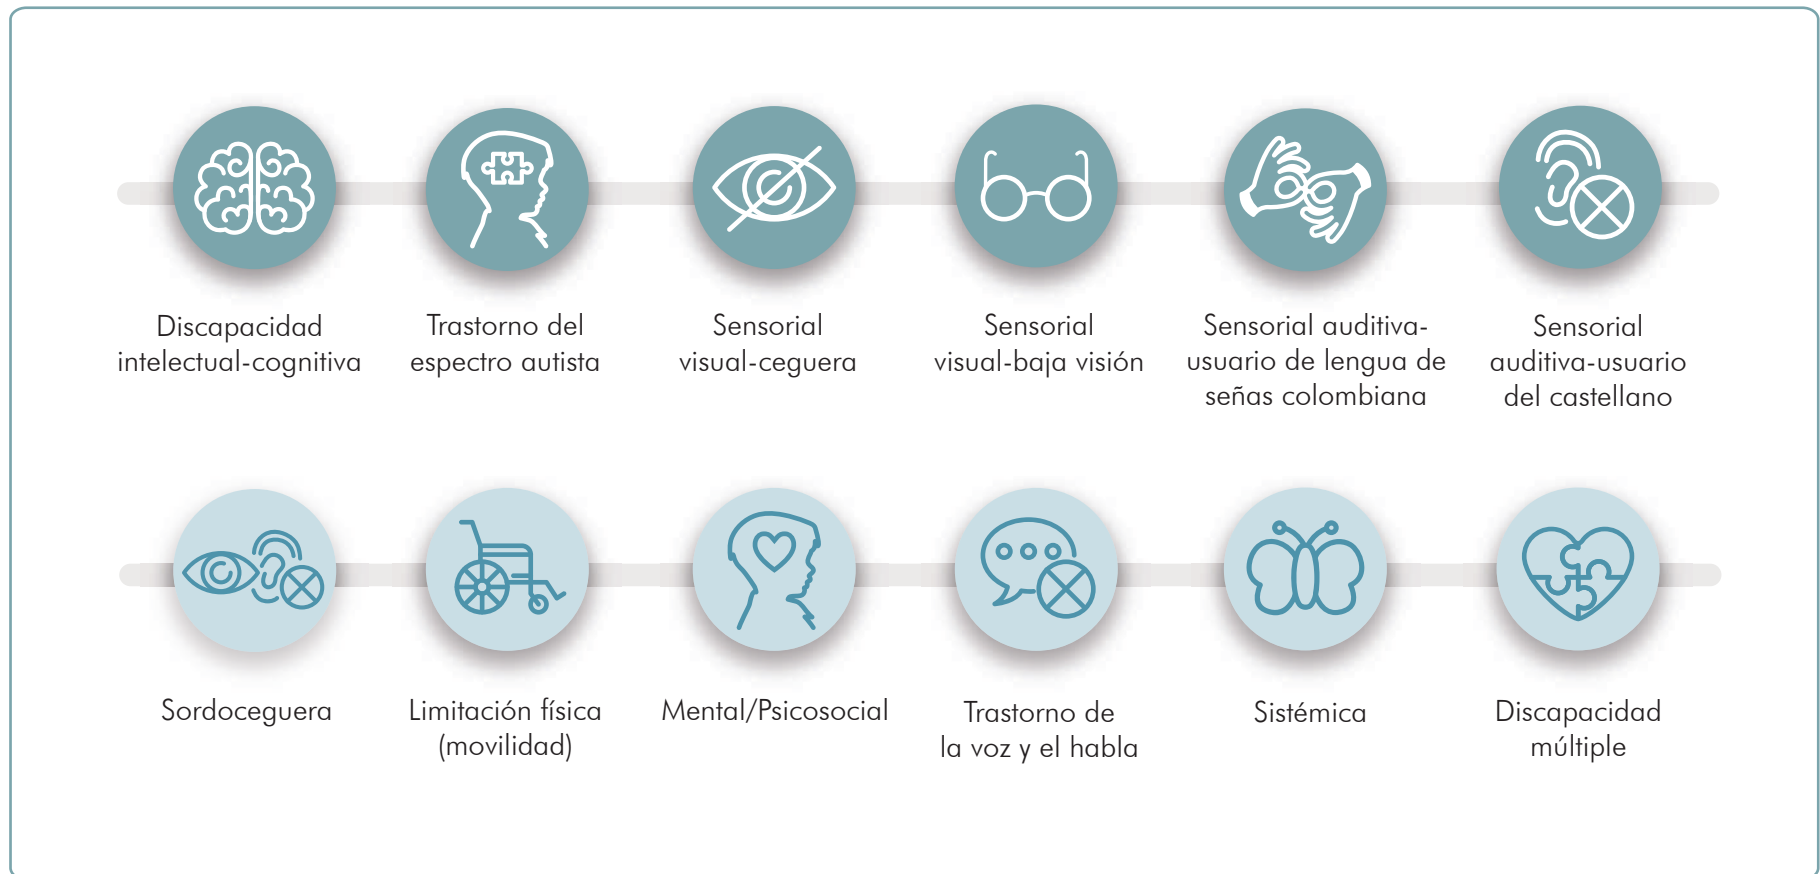 Discapacidad
intelectual-cognitiva
Trastorno del
espectro autista
Sensorial
visual-ceguera
Sensorial
visual-baja visión
Sensorial auditiva-
usuario de lengua de
señas colombiana
Sensorial
auditiva-usuario
del castellano
Sordoceguera
Limitación física
(movilidad)
Mental/Psicosocial
Trastorno de
la voz y el habla
Sistémica
Discapacidad
múltiple